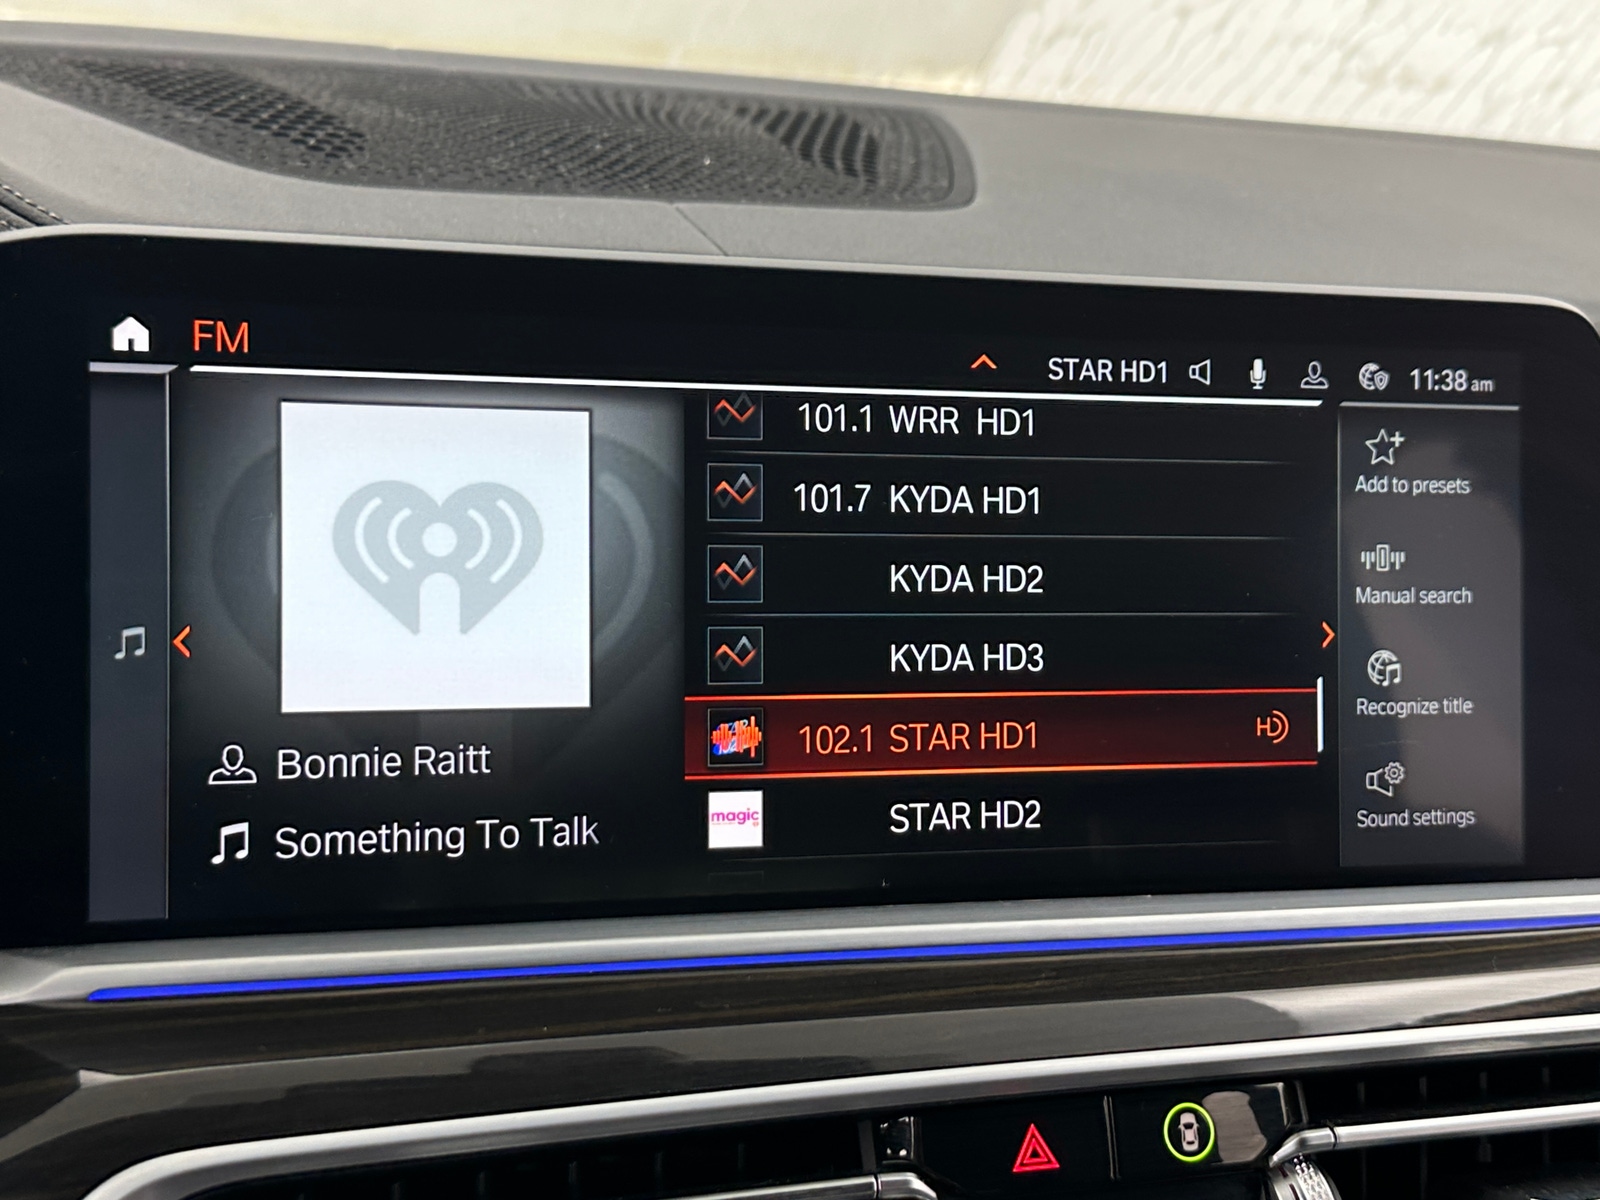 FM
STAR HD1
11:38 am
101.1 WRR HD1
101.7 KYDA HD1
KYDA HD2
KYDA HD3
102.1 STAR HD1 HD
magic
STAR HD2
Bonnie Raitt
Something To Talk
Add to presets
Manual search
Recognize title
Sound settings